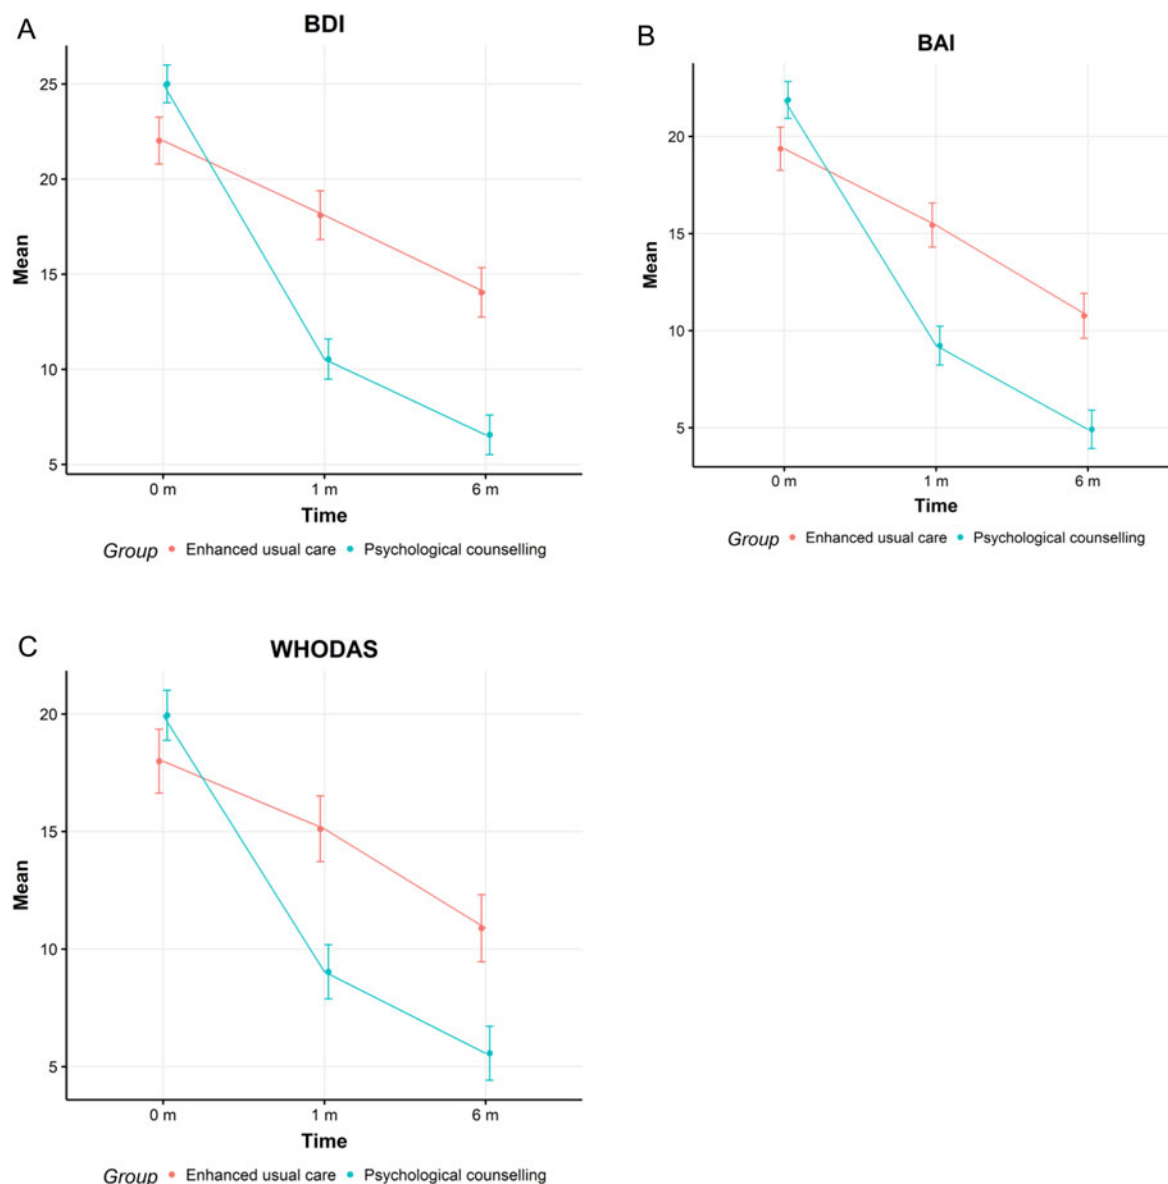 A
BDI
25
20
15
10
5
Mean
0 m
1 m
6 m
Time
Group Enhanced usual care Psychological counselling
B
BAI
20
15
10
5
Mean
0 m
1 m
6 m
Time
Group Enhanced usual care Psychological counselling
C
WHODAS
20
15
10
5
Mean
0 m
1 m
6 m
Time
Group Enhanced usual care Psychological counselling